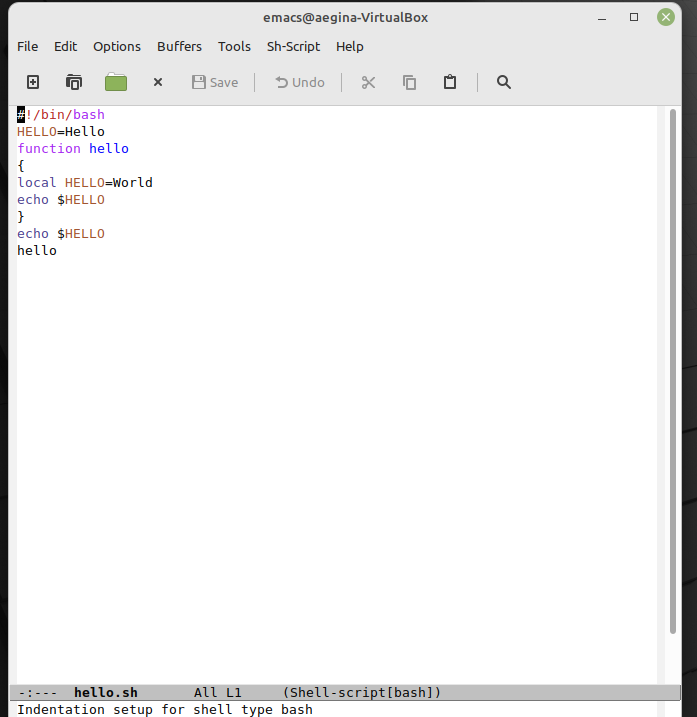 emacs@aegina-VirtualBox
File Edit Options Buffers Tools Sh-Script Help
Save Undo
#!/bin/bash
HELLO=Hello
function hello
{
local HELLO=World
echo $HELLO
}
echo $HELLO
hello
-:--- hello.sh All L1 (Shell-script[bash])
Indentation setup for shell type bash